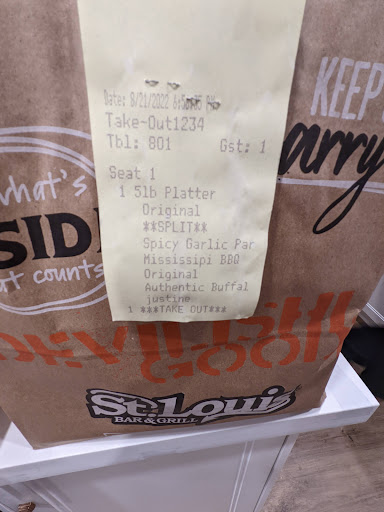 Date: 8/21/2022
Take-Out1234
Tbl: 801 Gst: 1
Seat 1
1 5lb Platter
Original
**SPLIT**
Spicy Garlic Par
Mississipi BBQ
Original
Authentic Buffal
justine
1 ***TAKE OUT***
KEEP
arry
what's
SID
at counts
DEVILISHL
GOOD
St. Louis
BAR & GRILL